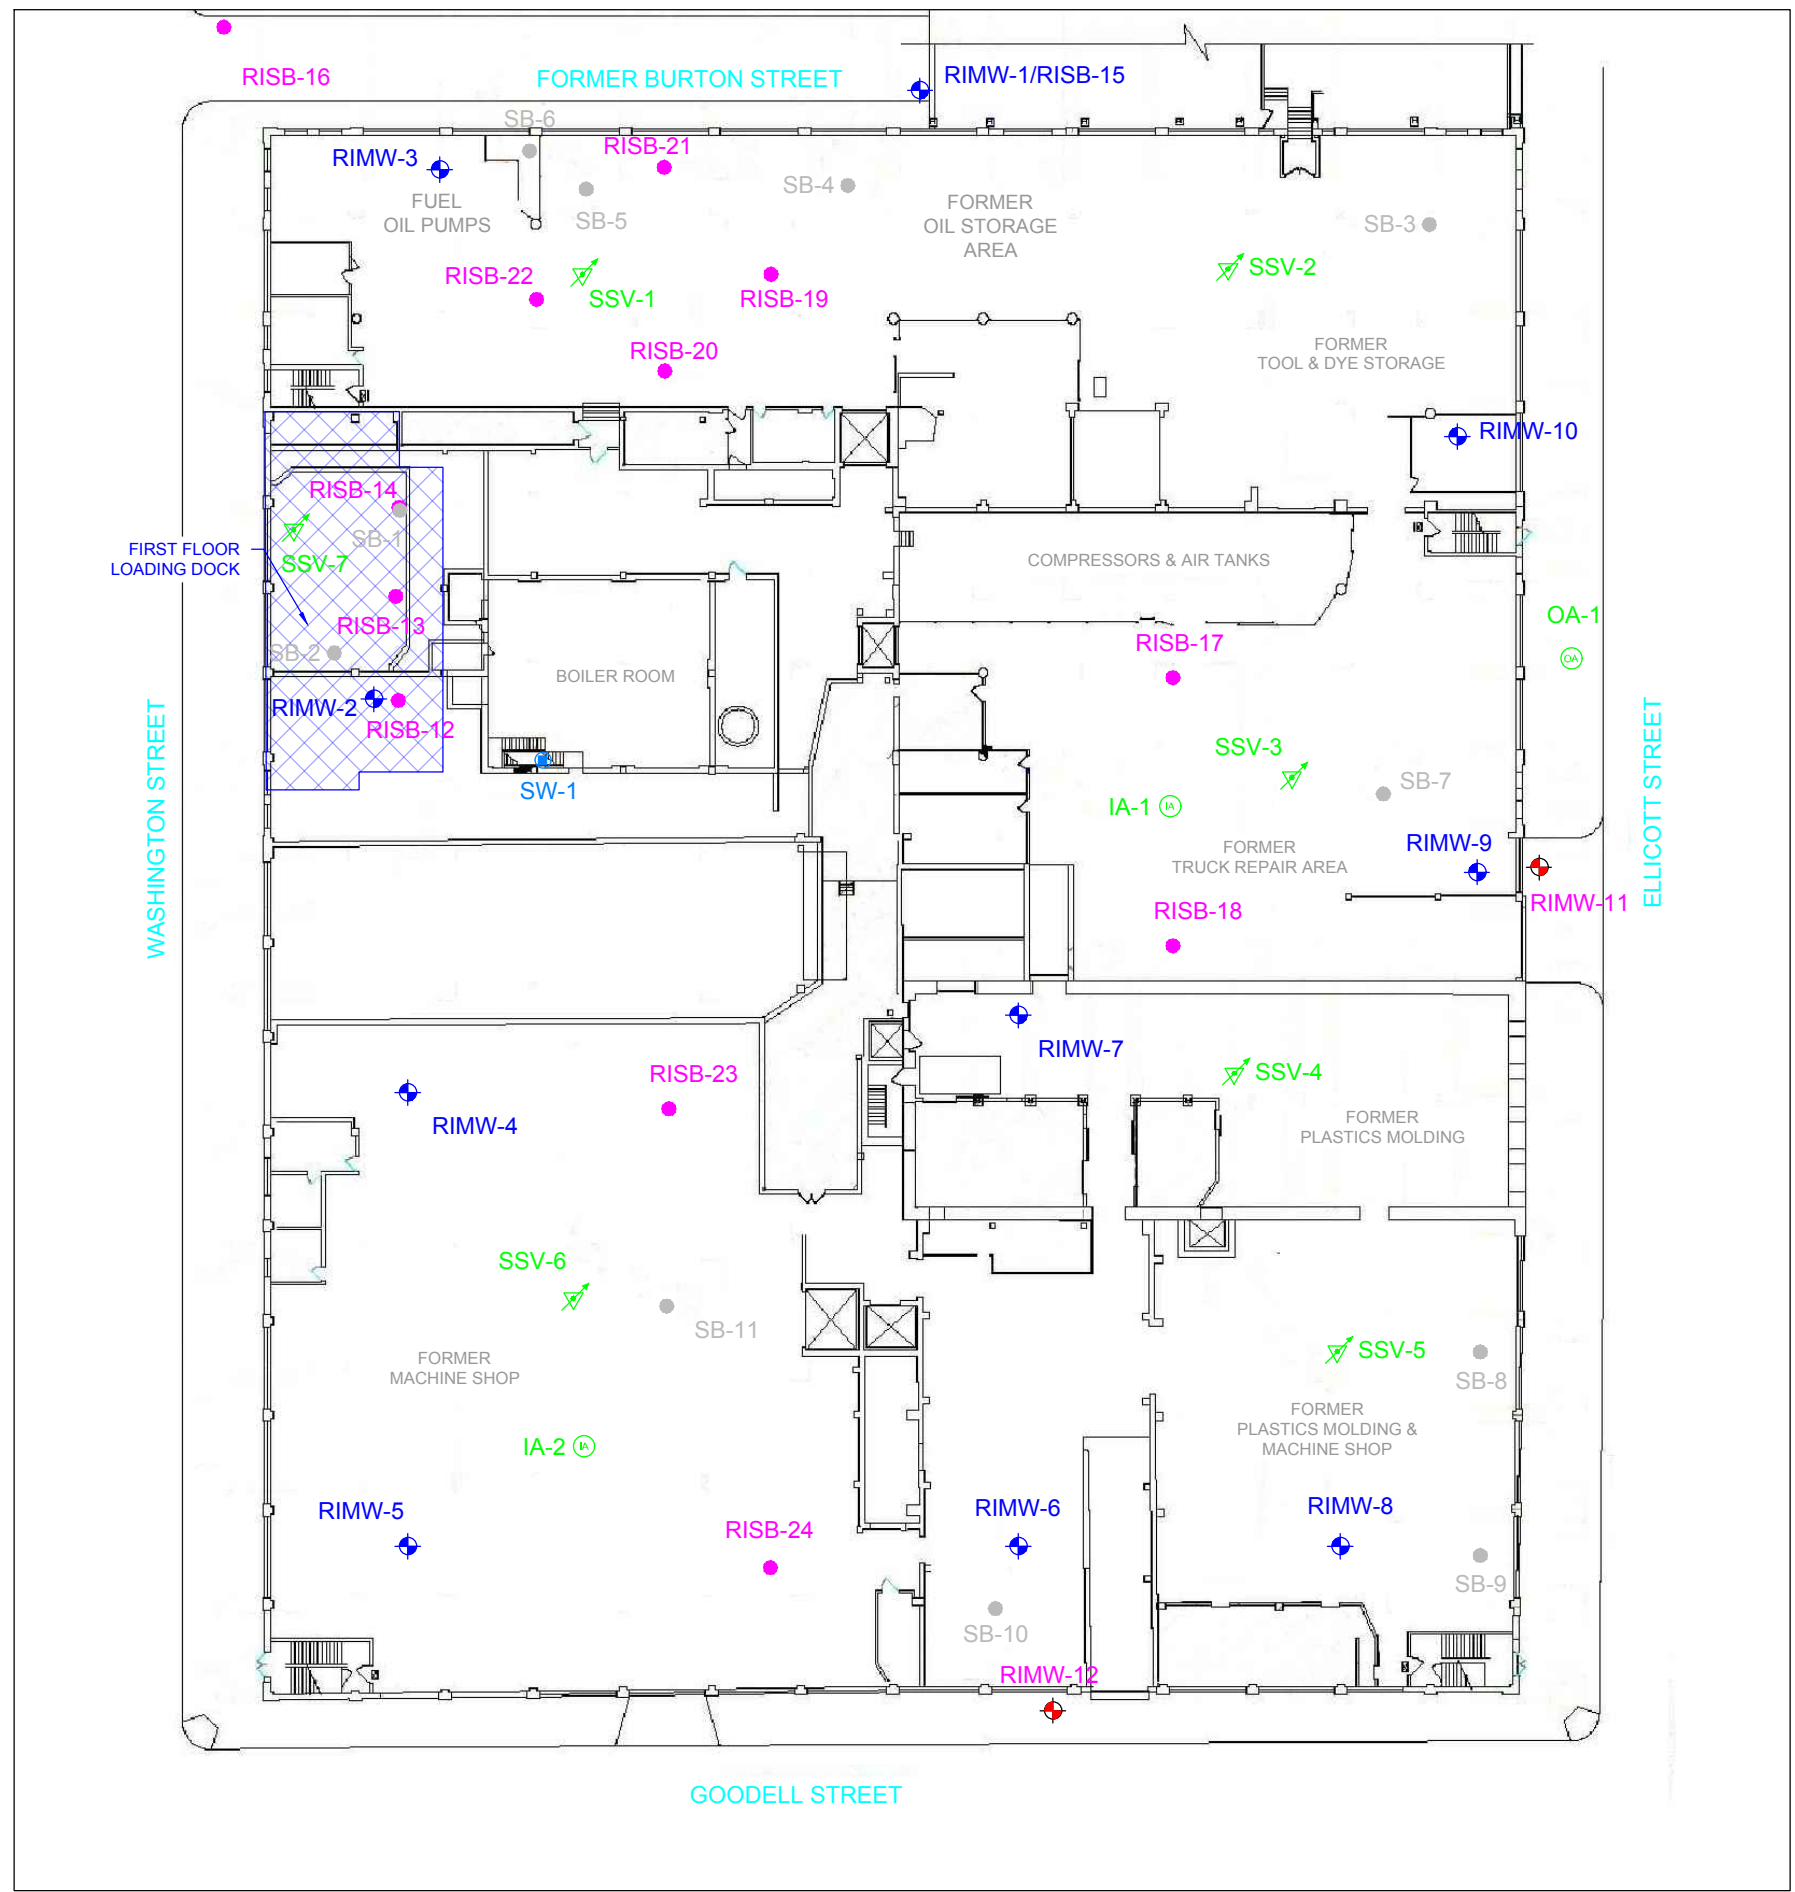 RISB-16
FORMER BURTON STREET
RIMW-1/RISB-15
SB-6
RISB-21
RIMW-3
SB-4
FUEL
OIL PUMPS
SB-5
FORMER
OIL STORAGE
AREA
SB-3
RISB-22
SSV-1
RISB-19
SSV-2
RISB-20
FORMER
TOOL & DYE STORAGE
RIMW-10
RISB-14
SB-1
FIRST FLOOR
LOADING DOCK
SSV-7
COMPRESSORS & AIR TANKS
RISB-13
OA-1
OA
SB-2
RISB-17
BOILER ROOM
RIMW-2
RISB-12
WASHINGTON STREET
ELLICOTT STREET
SSV-3
SW-1
SB-7
IA-1
IA
FORMER
TRUCK REPAIR AREA
RIMW-9
RIMW-11
RISB-18
RIMW-7
RISB-23
SSV-4
RIMW-4
FORMER
PLASTICS MOLDING
SSV-6
SB-11
SSV-5
FORMER
MACHINE SHOP
SB-8
FORMER
PLASTICS MOLDING &
MACHINE SHOP
IA-2
IA
RIMW-5
RISB-24
RIMW-6
RIMW-8
SB-9
SB-10
RIMW-12
GOODELL STREET